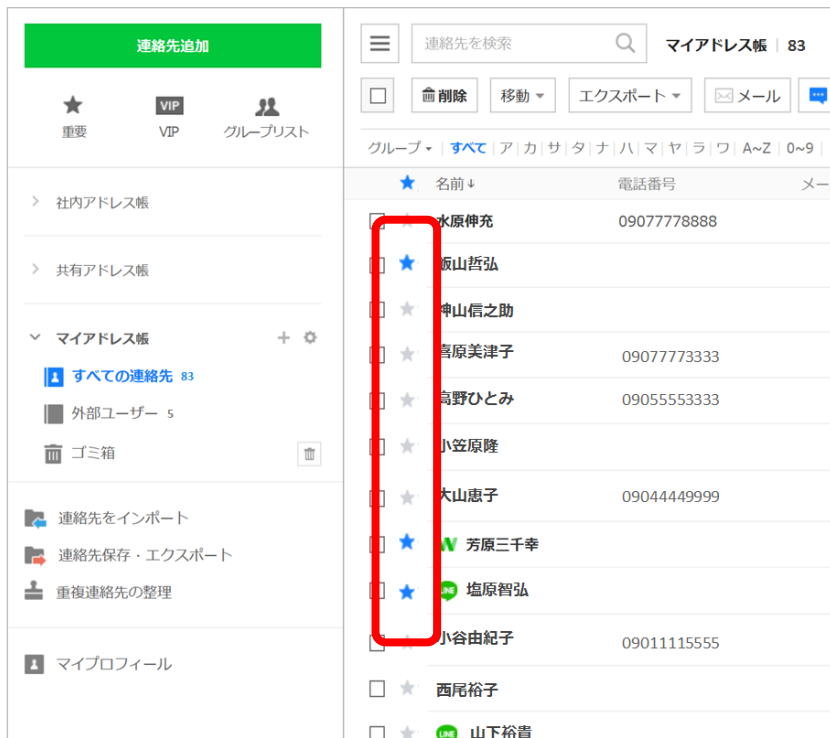 連絡先追加
重要
VIP
VIP
グループリスト
社内アドレス帳
共有アドレス帳
マイアドレス帳
すべての連絡先 83
外部ユーザー 5
ゴミ箱
連絡先をインポート
連絡先保存・エクスポート
重複連絡先の整理
マイプロフィール
連絡先を検索
マイアドレス帳 | 83
削除
移動
エクスポート
メール
グループ | すべて | ア | カ | サ | タ | ナ | ハ | マ | ヤ | ラ | ワ | A~Z | 0~9 |
名前↓ 電話番号 メー
水原伸充 09077778888
飯山哲弘
神山信之助
喜原美津子 09077773333
高野ひとみ 09055553333
小笠原隆
大山恵子 09044449999
W 芳原三千幸
LINE 塩原智弘
小谷由紀子 09011115555
西尾裕子
LINE 山下裕貴